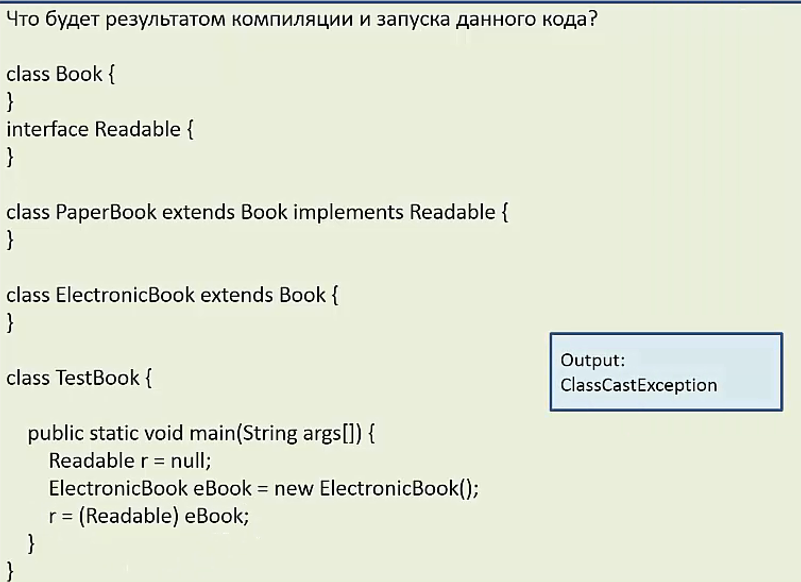 Что будет результатом компиляции и запуска данного кода?
class Book {
}
interface Readable {
}
class PaperBook extends Book implements Readable {
}
class ElectronicBook extends Book {
}
class TestBook {
public static void main(String args[]) {
Readable r = null;
ElectronicBook eBook = new ElectronicBook();
r = (Readable) eBook;
}
}
Output:
ClassCastException